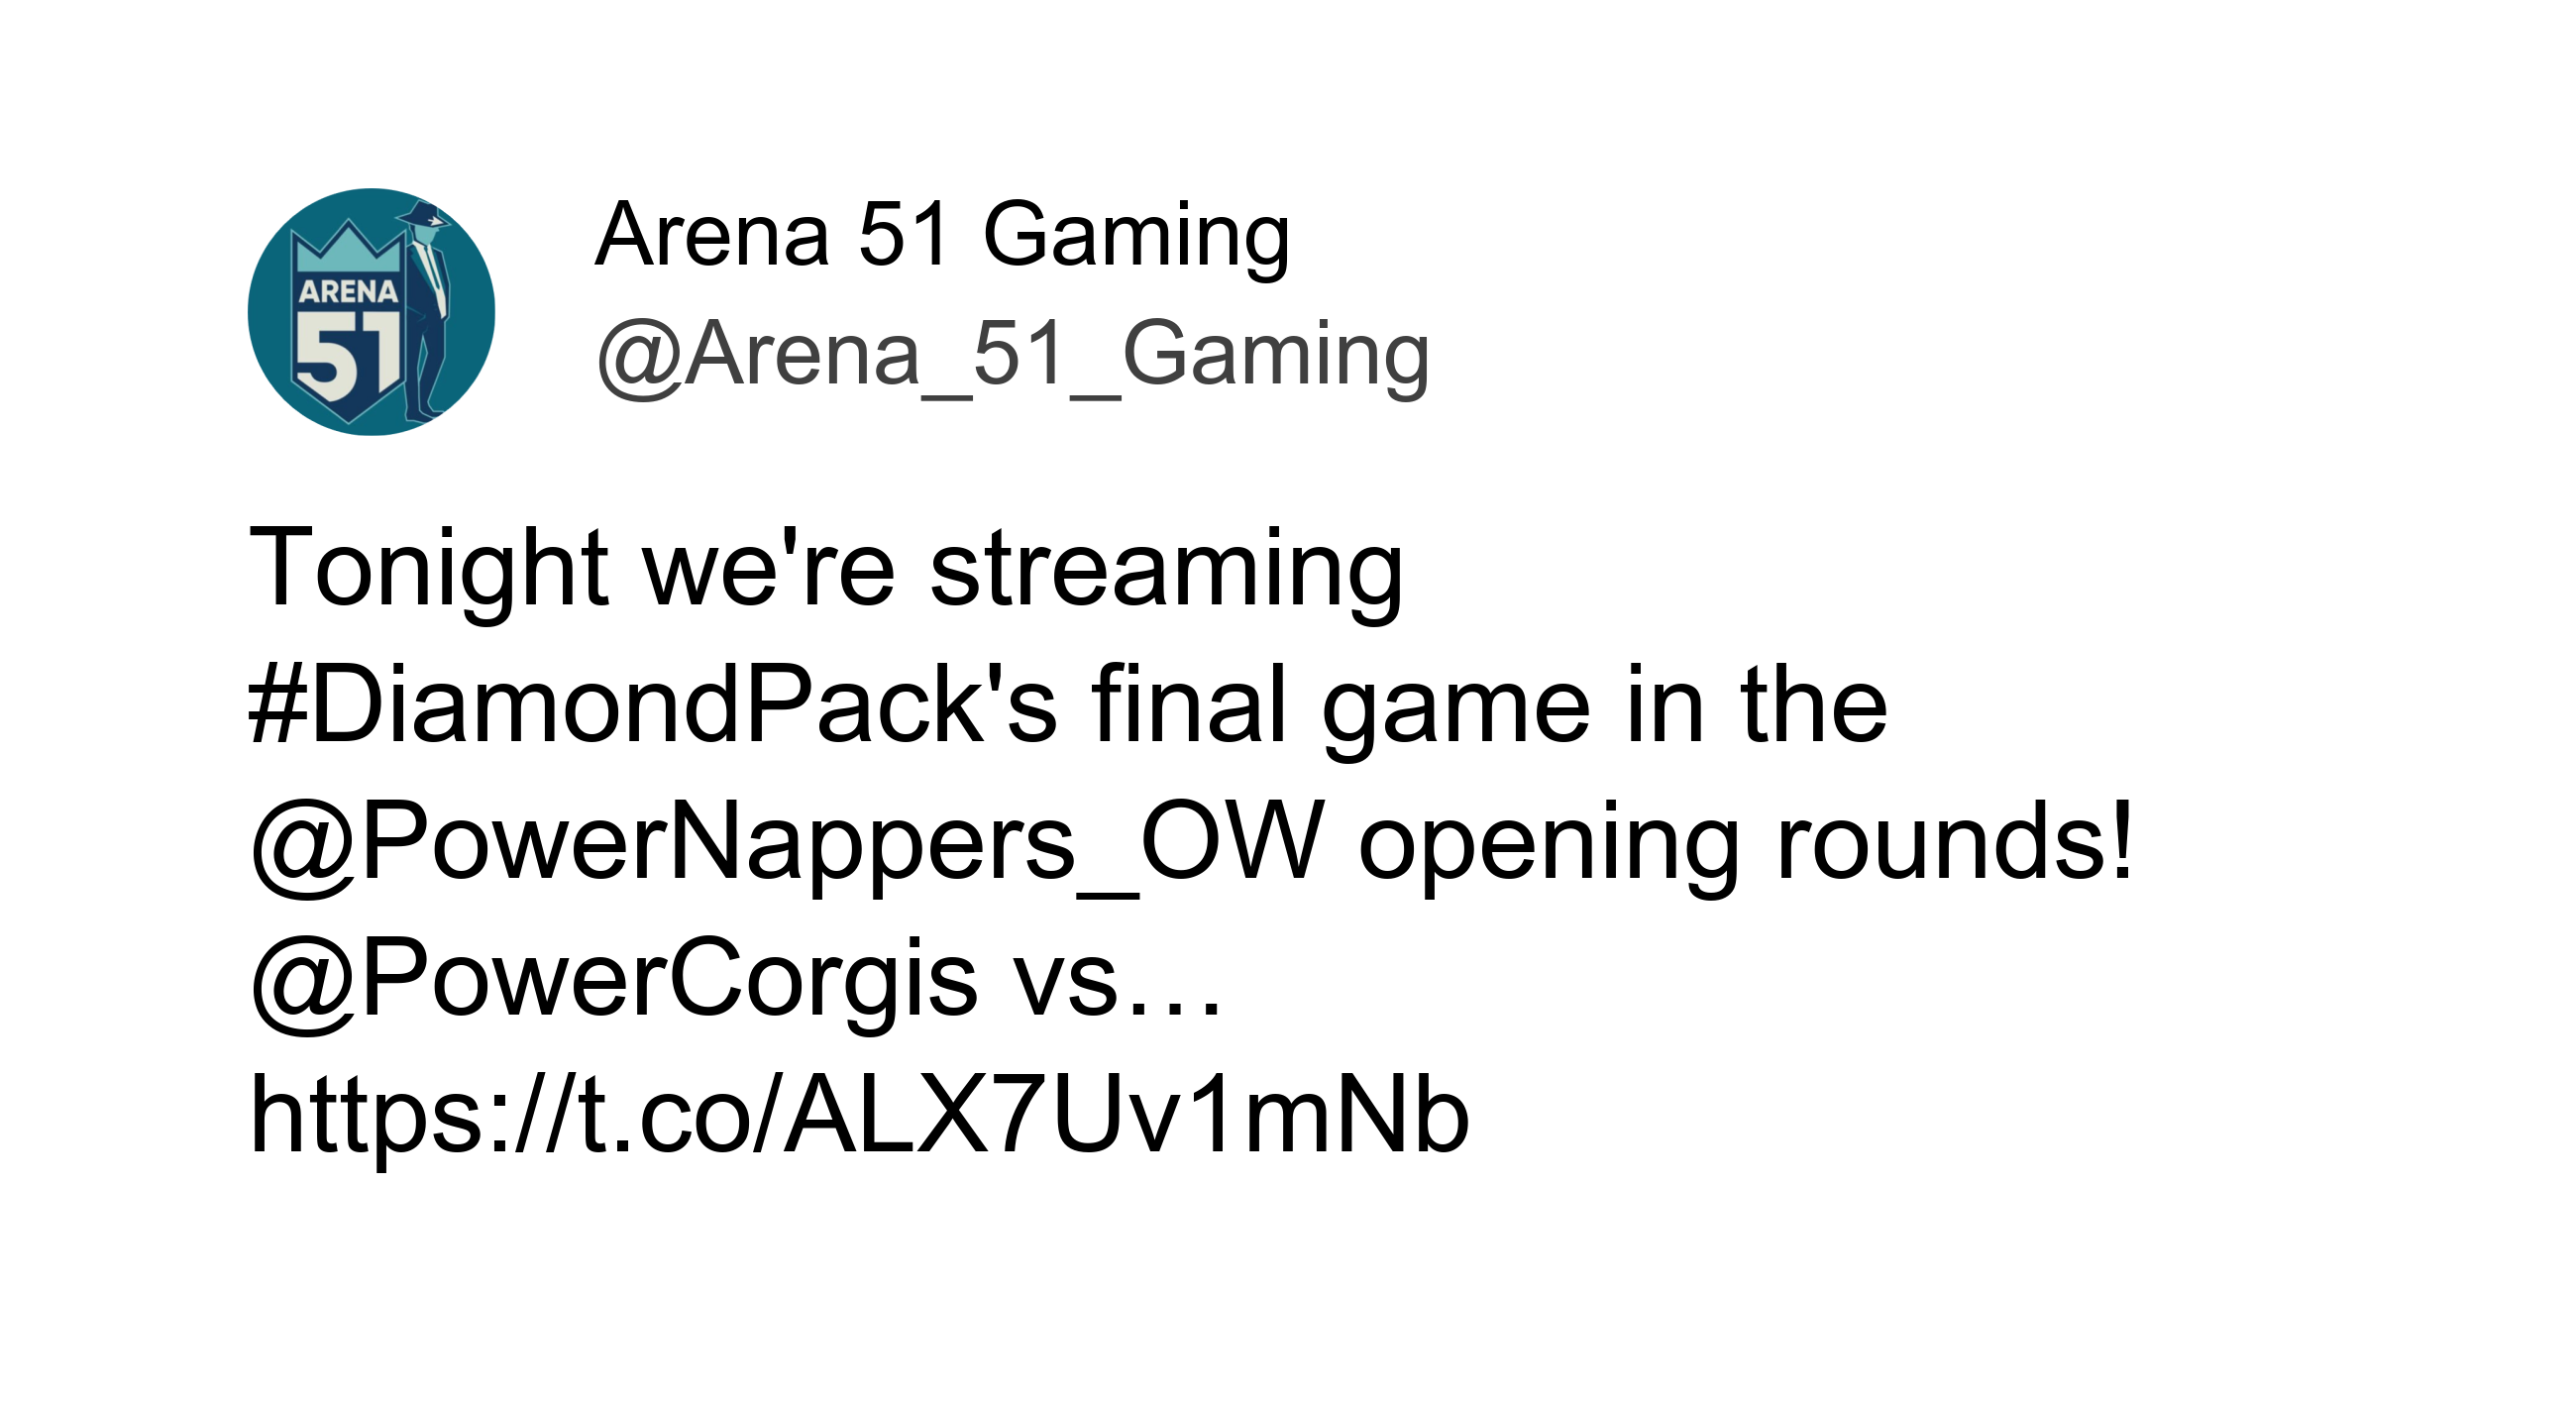 ARENA
51
Arena 51 Gaming
@Arena_51_Gaming
Tonight we're streaming
#DiamondPack's final game in the
@PowerNappers_OW opening rounds!
@PowerCorgis vs…
https://t.co/ALX7Uv1mNb